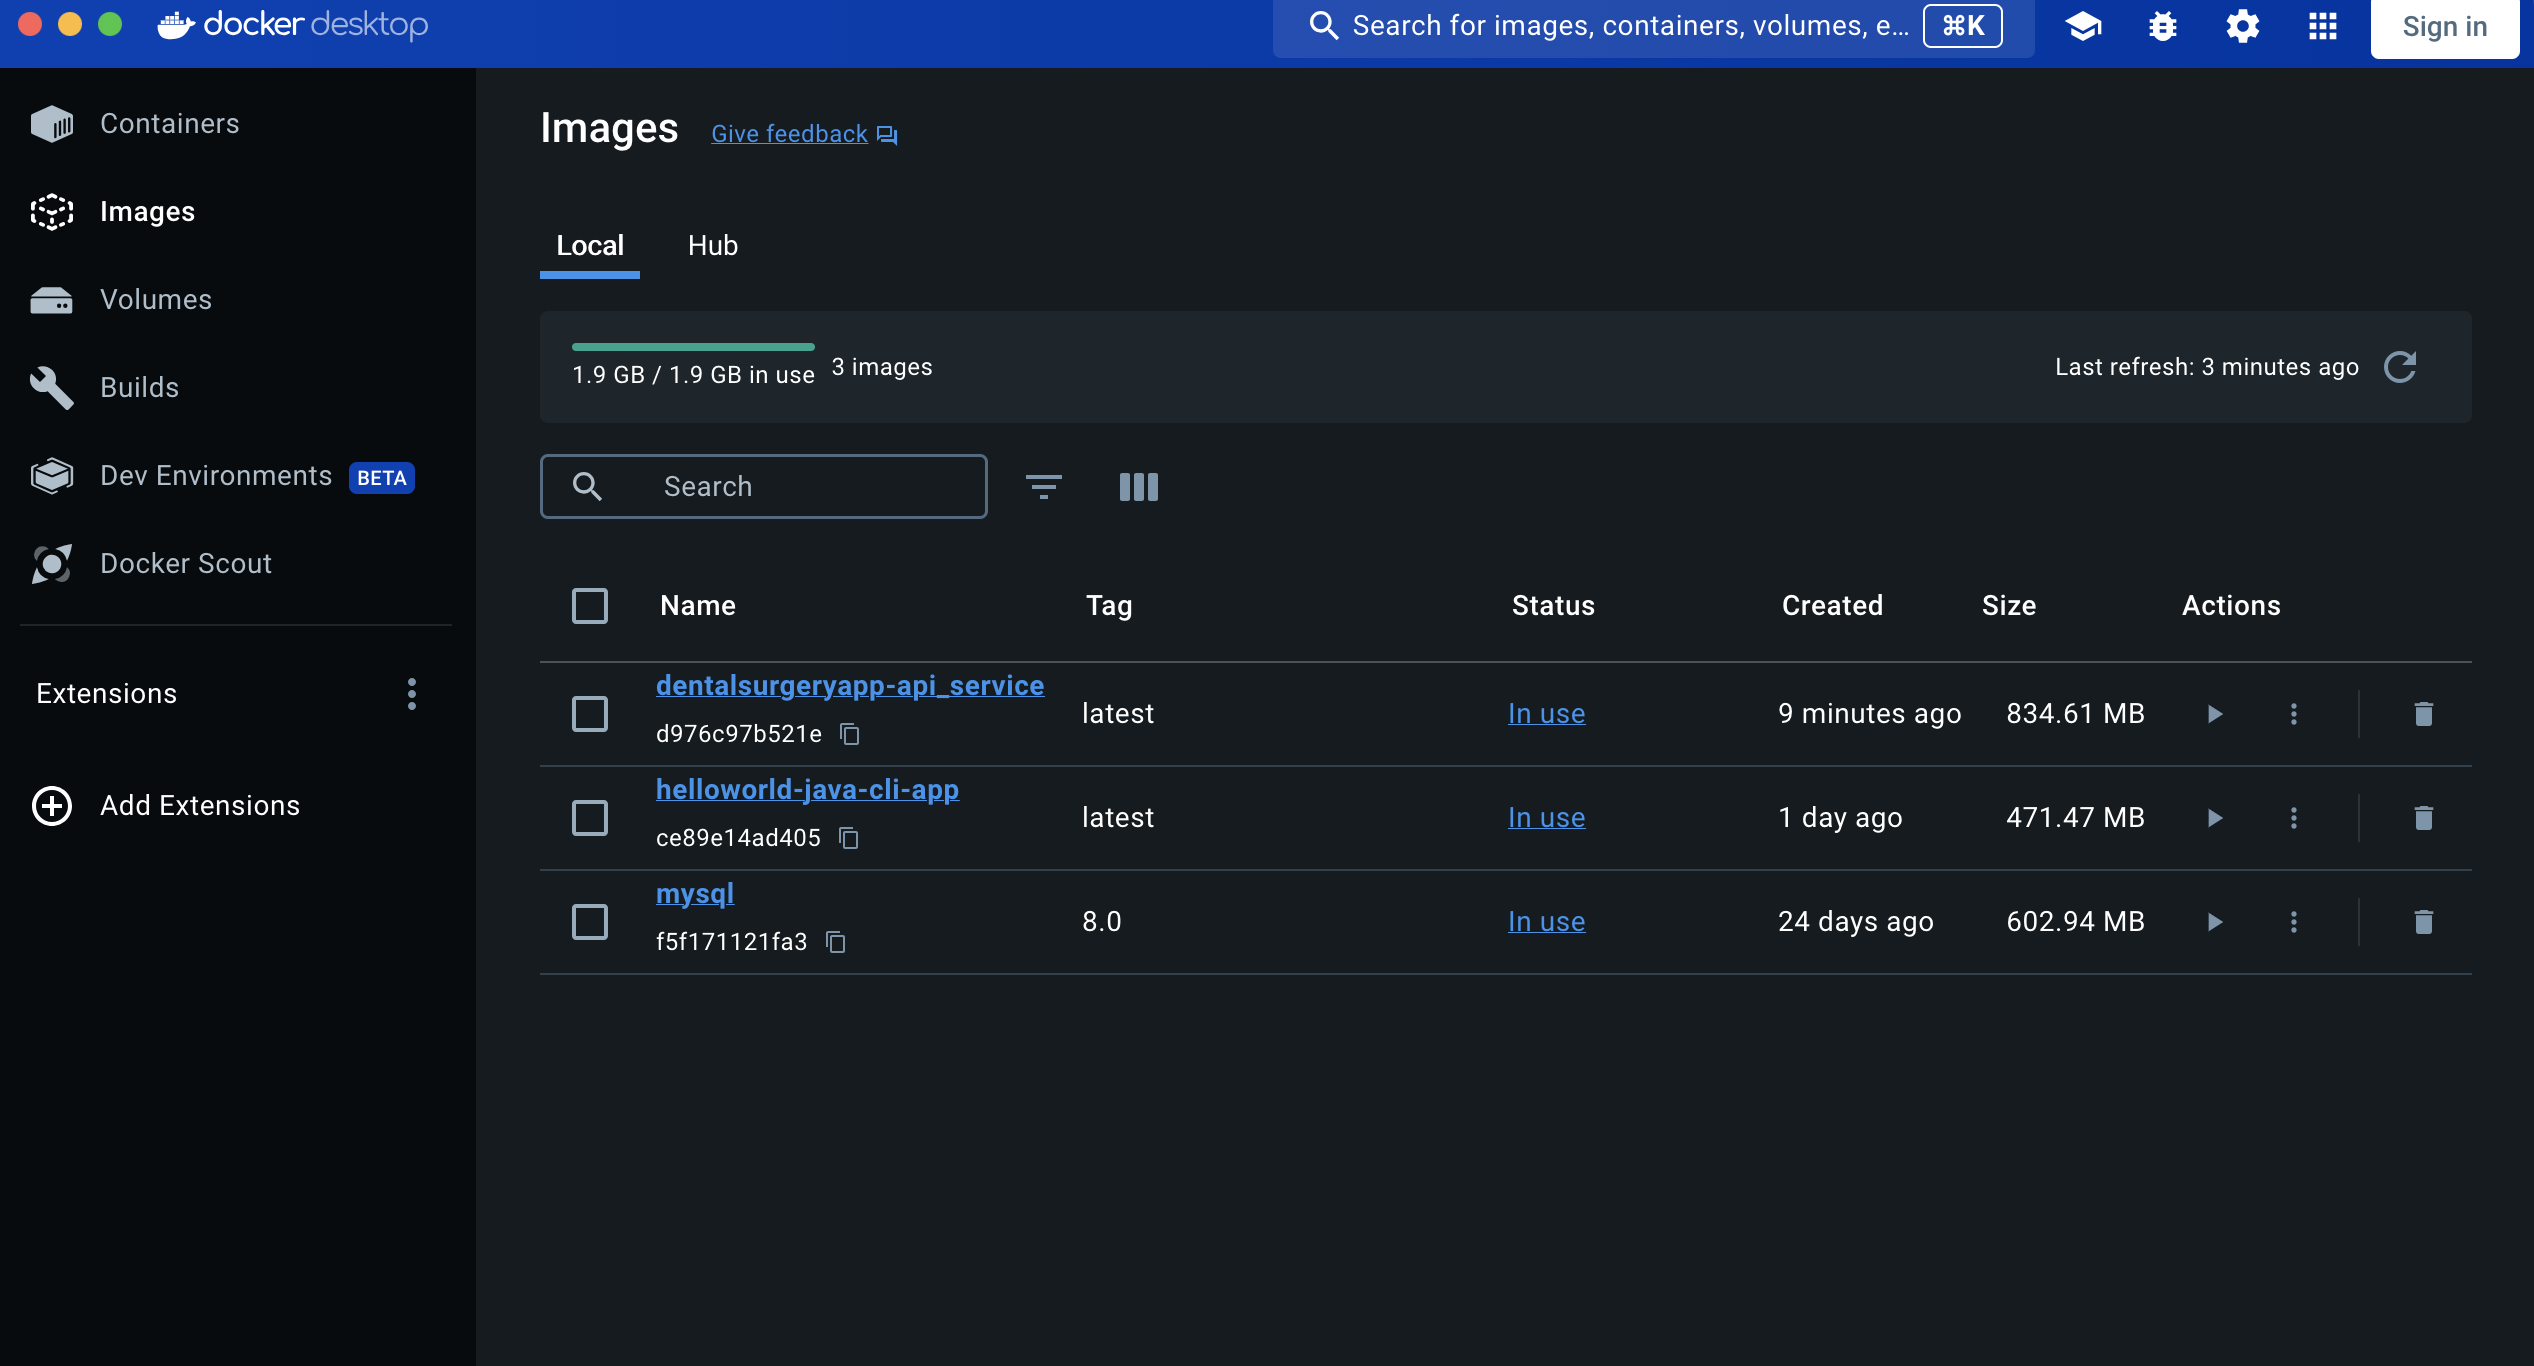 docker desktop
Search for images, containers, volumes, e...
⌘K
Sign in
Containers
Images
Volumes
Builds
Dev Environments BETA
Docker Scout
Extensions
Add Extensions
Images
Give feedback
Local
Hub
1.9 GB / 1.9 GB in use
3 images
Last refresh: 3 minutes ago
Search
Name Tag Status Created Size Actions
dentalsurgeryapp-api_service
d976c97b521e
latest In use 9 minutes ago 834.61 MB
helloworld-java-cli-app
ce89e14ad405
latest In use 1 day ago 471.47 MB
mysql
f5f171121fa3
8.0 In use 24 days ago 602.94 MB